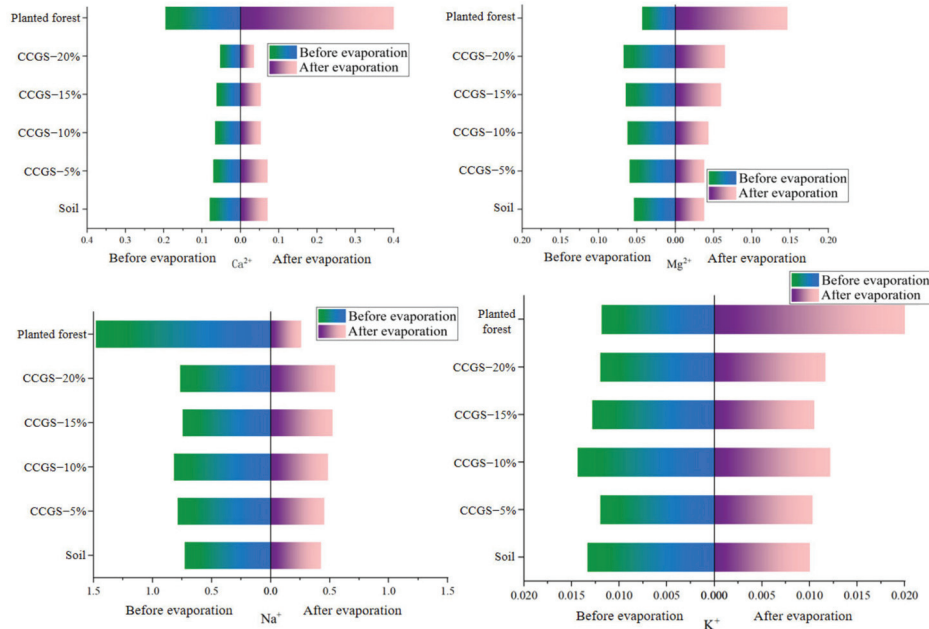 Planted forest
CCGS−20%
CCGS−15%
CCGS−10%
CCGS−5%
Soil
Before evaporation
After evaporation
0.4 0.3 0.2 0.1 0.0 0.1 0.2 0.3 0.4
Before evaporation Ca²⁺ After evaporation
Planted forest
CCGS−20%
CCGS−15%
CCGS−10%
CCGS−5%
Soil
Before evaporation
After evaporation
0.20 0.15 0.10 0.05 0.00 0.05 0.10 0.15 0.20
Before evaporation Mg²⁺ After evaporation
Before evaporation
After evaporation
Planted forest
CCGS−20%
CCGS−15%
CCGS−10%
CCGS−5%
Soil
1.5 1.0 0.5 0.0 0.5 1.0 1.5
Before evaporation Na⁺ After evaporation
Before evaporation
After evaporation
Planted
forest
CCGS−20%
CCGS−15%
CCGS−10%
CCGS−5%
Soil
0.020 0.015 0.010 0.005 0.000 0.005 0.010 0.015 0.020
Before evaporation K⁺ After evaporation